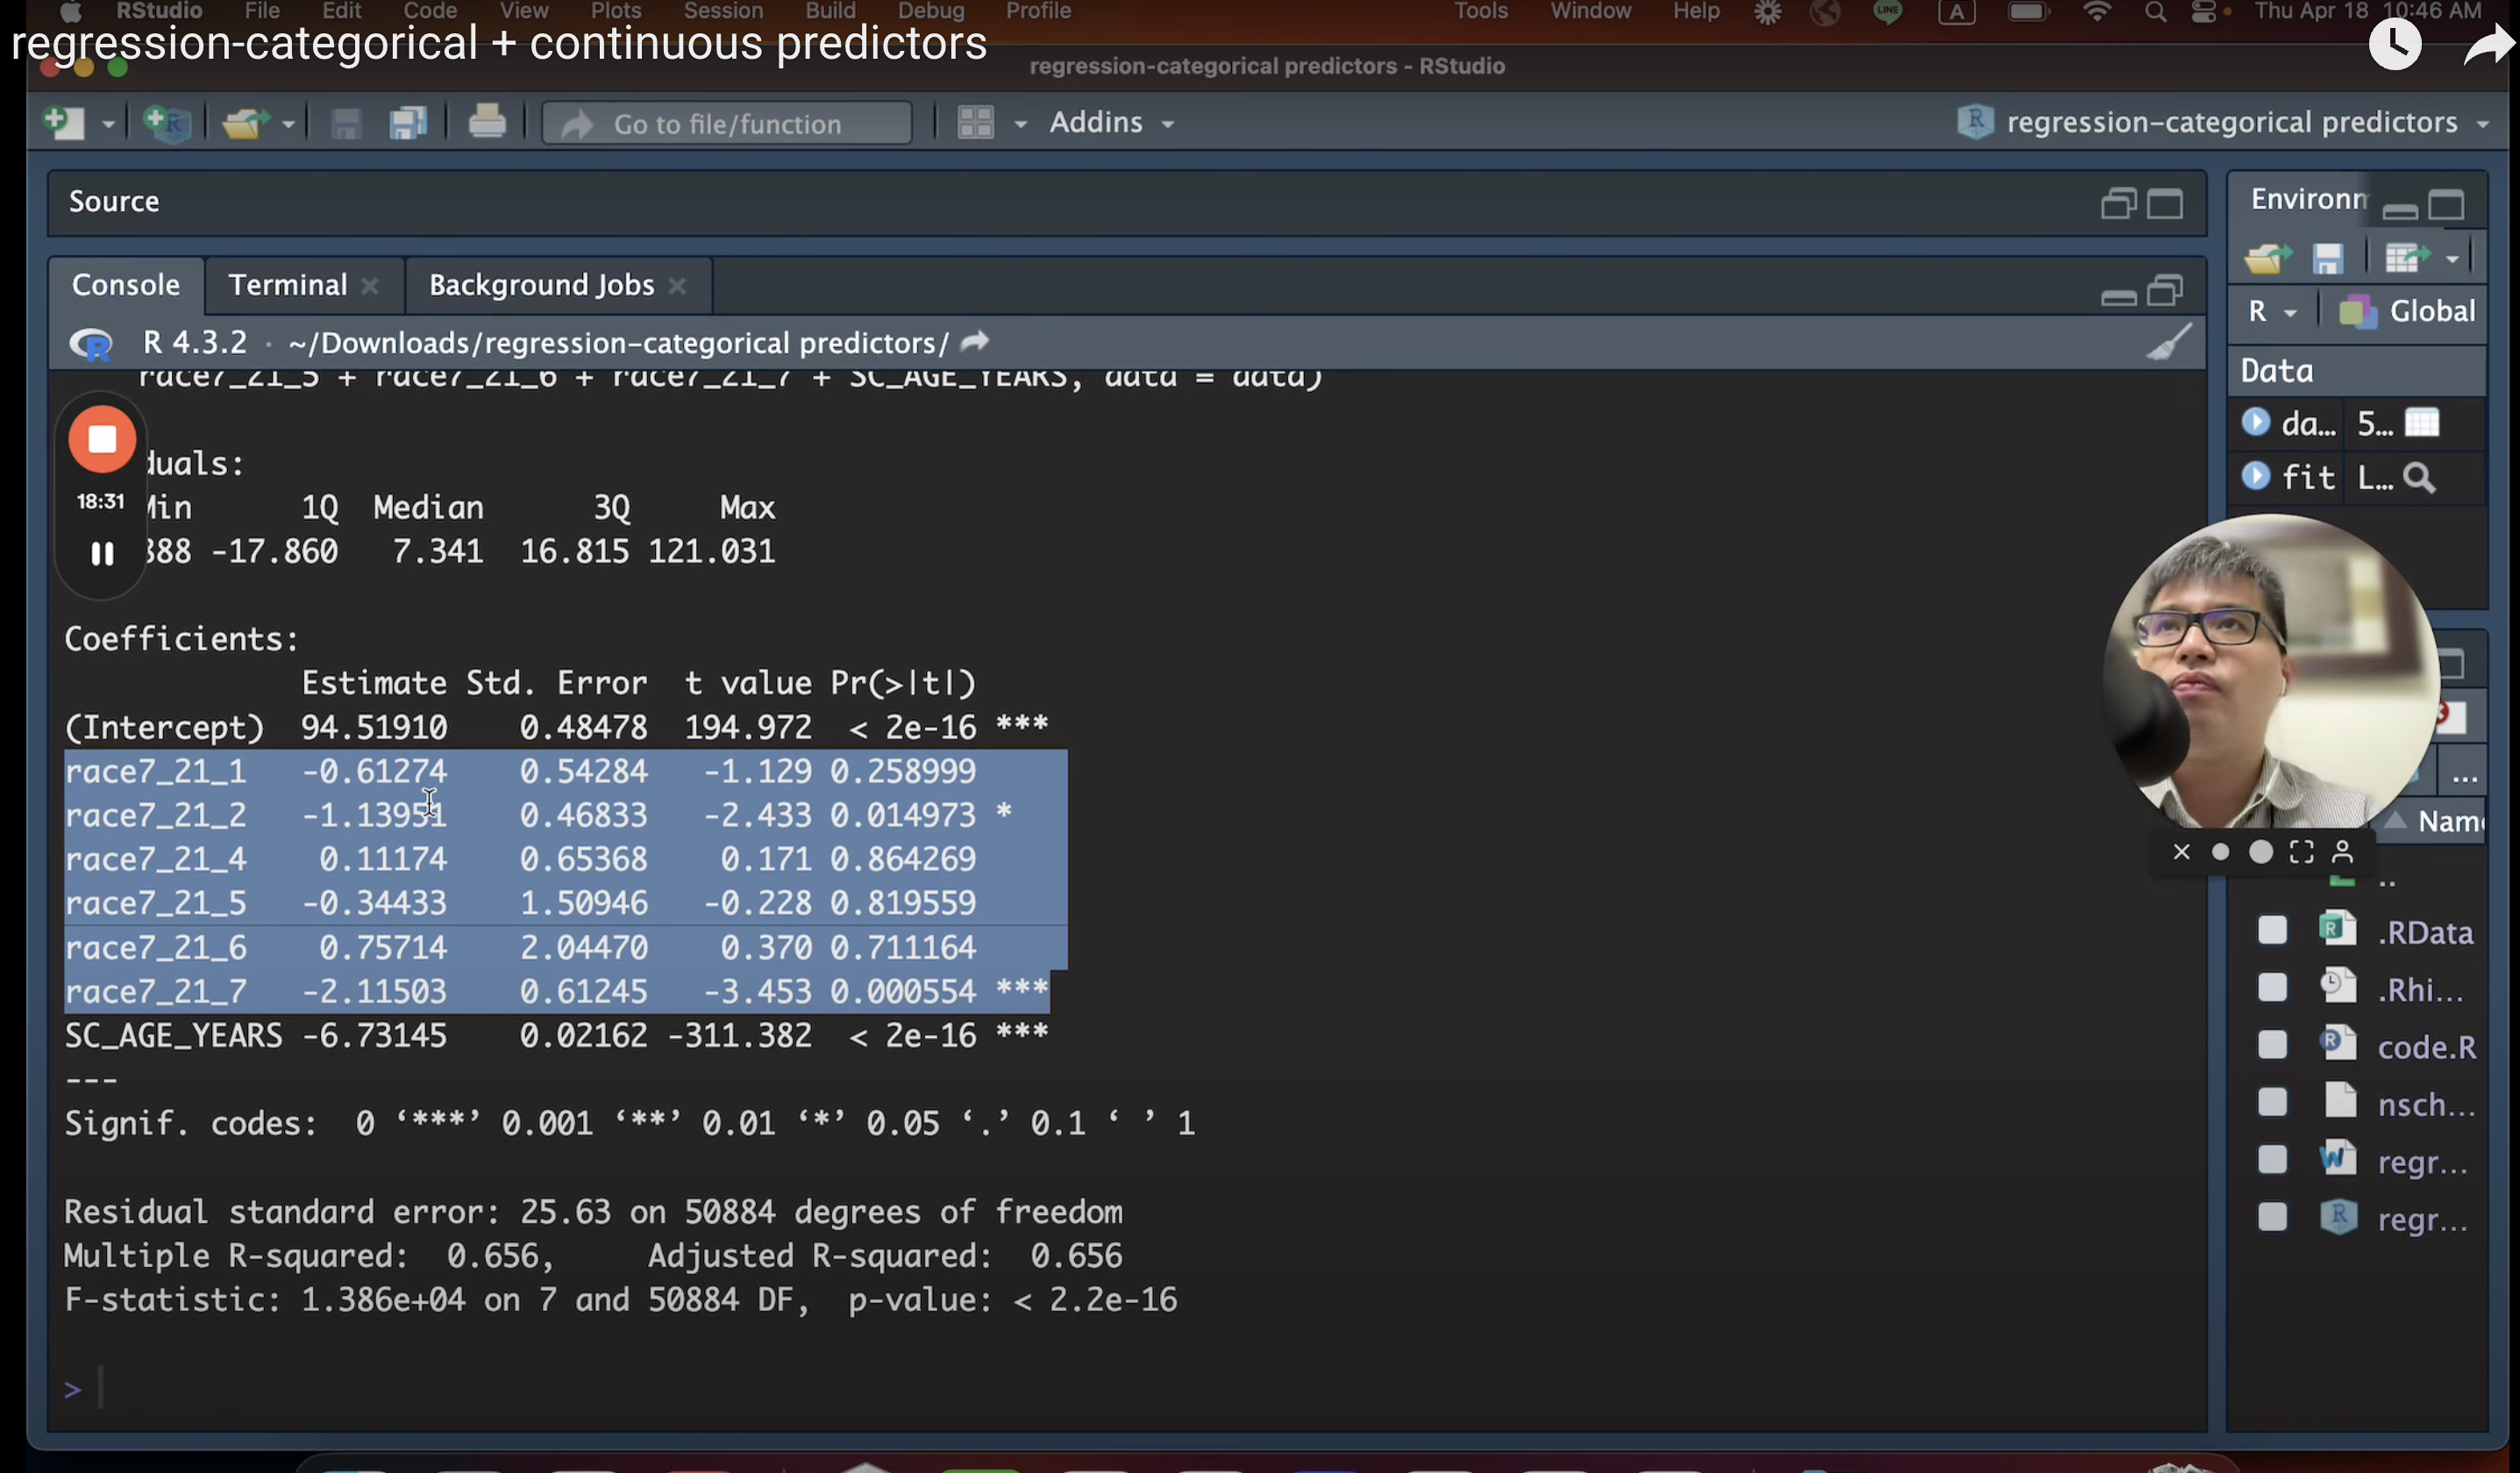 RStudio File Edit Code View Plots Session Build Debug Profile Tools Window Help LINE A Thu Apr 18 10:46 AM
regression-categorical + continuous predictors
regression-categorical predictors - RStudio
Go to file/function Addins regression-categorical predictors
Source
Environm
Console Terminal Background Jobs
R Global
R 4.3.2 · ~/Downloads/regression-categorical predictors/
Data
da... 5...
fit L...
race7_21_5 + race7_21_6 + race7_21_7 + SC_AGE_YEARS, data = data)
duals:
18:31
Min 1Q Median 3Q Max
888 -17.860 7.341 16.815 121.031
Coefficients:
Estimate Std. Error t value Pr(>|t|)
(Intercept) 94.51910 0.48478 194.972 < 2e-16 ***
race7_21_1 -0.61274 0.54284 -1.129 0.258999
race7_21_2 -1.13951 0.46833 -2.433 0.014973 *
race7_21_4 0.11174 0.65368 0.171 0.864269
race7_21_5 -0.34433 1.50946 -0.228 0.819559
race7_21_6 0.75714 2.04470 0.370 0.711164
race7_21_7 -2.11503 0.61245 -3.453 0.000554 ***
SC_AGE_YEARS -6.73145 0.02162 -311.382 < 2e-16 ***
---
Signif. codes: 0 ‘***’ 0.001 ‘**’ 0.01 ‘*’ 0.05 ‘.’ 0.1 ‘ ’ 1
Residual standard error: 25.63 on 50884 degrees of freedom
Multiple R-squared: 0.656, Adjusted R-squared: 0.656
F-statistic: 1.386e+04 on 7 and 50884 DF, p-value: < 2.2e-16
>
...
Name
..
.RData
.Rhi...
code.R
nsch...
regr...
regr...